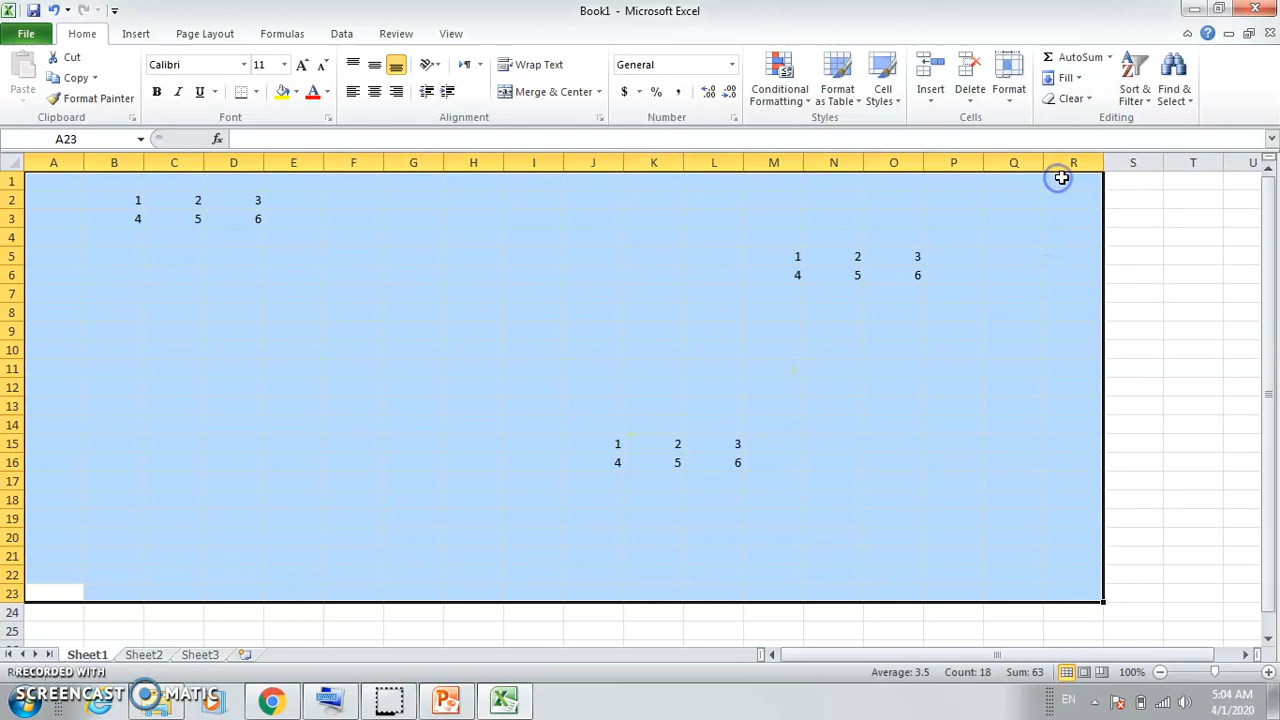 Book1 - Microsoft Excel
File Home Insert Page Layout Formulas Data Review View
Paste
Cut
Copy
Format Painter
Clipboard
Calibri 11
B I U
Font
Wrap Text
Merge & Center
Alignment
General
$ % ,
Number
Conditional Formatting
Format as Table
Cell Styles
Styles
Insert
Delete
Format
Cells
AutoSum
Fill
Clear
Sort & Filter
Find & Select
Editing
A23
fx
A B C D E F G H I J K L M N O P Q R S T U
1
2 1 2 3
3 4 5 6
4
5 1 2 3
6 4 5 6
7
8
9
10
11
12
13
14
15 1 2 3
16 4 5 6
17
18
19
20
21
22
23
24
25
Sheet1 Sheet2 Sheet3
Average: 3.5 Count: 18 Sum: 63 100%
RECORDED WITH
SCREENCAST MATIC
EN
5:04 AM
4/1/2020